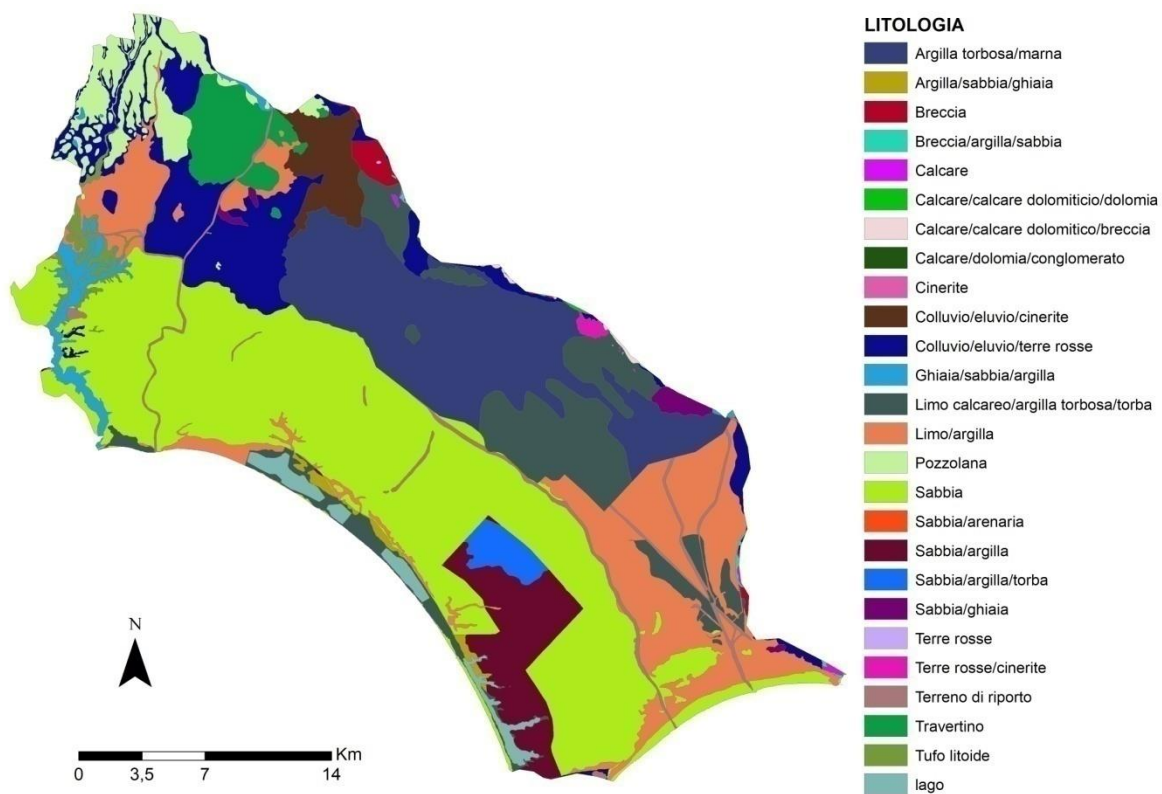 LITOLOGIA
Argilla torbosa/marna
Argilla/sabbia/ghiaia
Breccia
Breccia/argilla/sabbia
Calcare
Calcare/calcare dolomiticio/dolomia
Calcare/calcare dolomitico/breccia
Calcare/dolomia/conglomerato
Cinerite
Colluvio/eluvio/cinerite
Colluvio/eluvio/terre rosse
Ghiaia/sabbia/argilla
Limo calcareo/argilla torbosa/torba
Limo/argilla
Pozzolana
Sabbia
Sabbia/arenaria
Sabbia/argilla
Sabbia/argilla/torba
Sabbia/ghiaia
Terre rosse
Terre rosse/cinerite
Terreno di riporto
Travertino
Tufo litoide
lago
N
Km
0 3,5 7 14